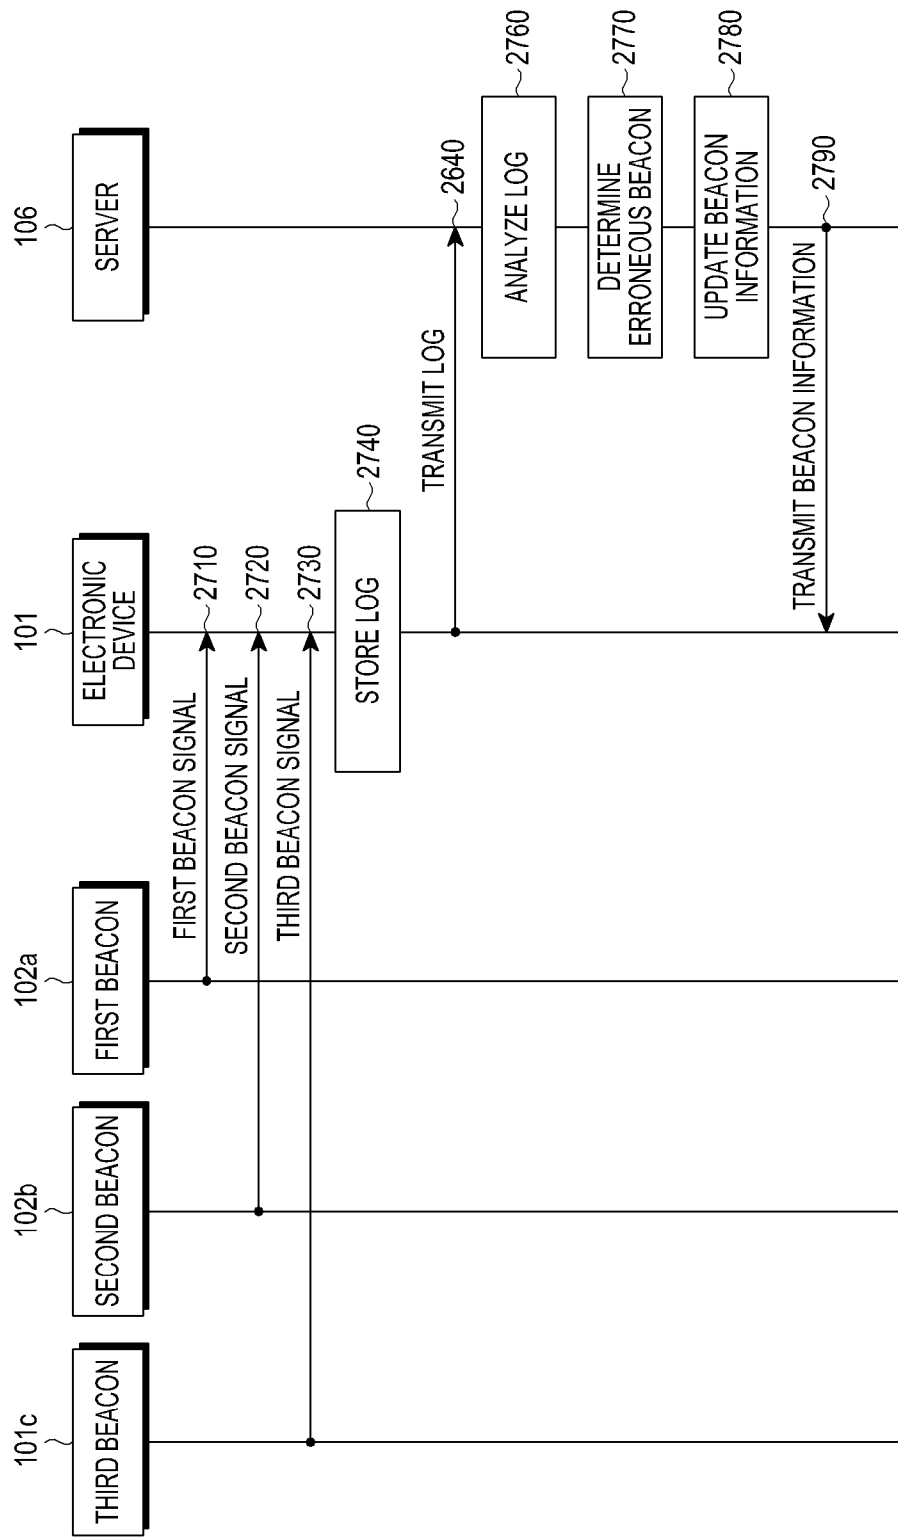 101c
102b
102a
101
106
THIRD BEACON
SECOND BEACON
FIRST BEACON
ELECTRONIC
DEVICE
SERVER
FIRST BEACON SIGNAL
2710
SECOND BEACON SIGNAL
2720
THIRD BEACON SIGNAL
2730
STORE LOG
2740
TRANSMIT LOG
2640
ANALYZE LOG
2760
DETERMINE
ERRONEOUS BEACON
2770
UPDATE BEACON
INFORMATION
2780
TRANSMIT BEACON INFORMATION
2790